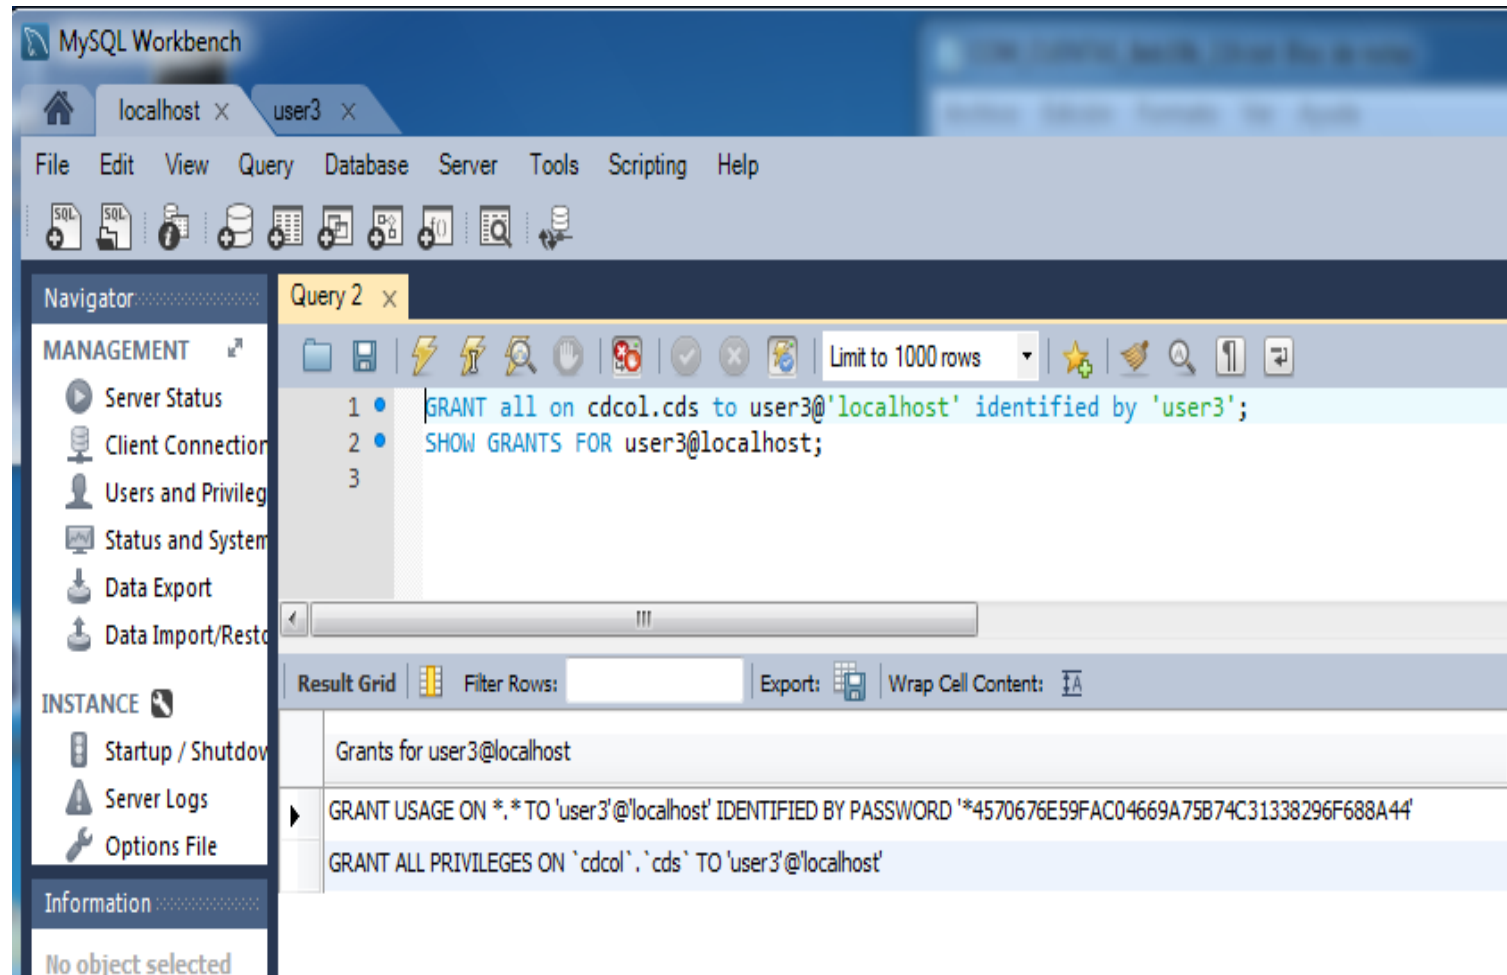 MySQL Workbench
localhost
user3
File Edit View Query Database Server Tools Scripting Help
Navigator
Query 2
MANAGEMENT
Limit to 1000 rows
Server Status
Client Connection
Users and Privileg
Status and System
Data Export
Data Import/Resto
1 GRANT all on cdcol.cds to user3@'localhost' identified by 'user3';
2 SHOW GRANTS FOR user3@localhost;
3
INSTANCE
Startup / Shutdov
Server Logs
Options File
Result Grid Filter Rows: Export: Wrap Cell Content:
Grants for user3@localhost
GRANT USAGE ON *.* TO 'user3'@'localhost' IDENTIFIED BY PASSWORD '*4570676E59FAC04669A75B74C31338296F688A44'
GRANT ALL PRIVILEGES ON `cdcol`.`cds` TO 'user3'@'localhost'
Information
No object selected